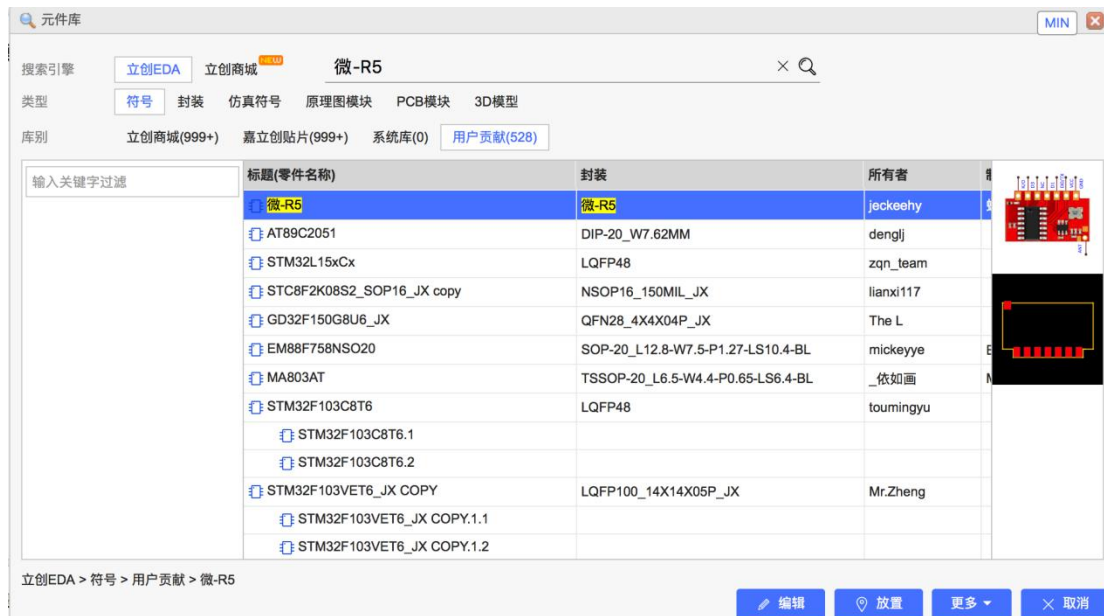 元件库
MIN
搜索引擎 立创EDA 立创商城 NEW 微-R5
类型 符号 封装 仿真符号 原理图模块 PCB模块 3D模型
库别 立创商城(999+) 嘉立创贴片(999+) 系统库(0) 用户贡献(528)
输入关键字过滤
标题(零件名称) 封装 所有者
微-R5 微-R5 jeckeehy
AT89C2051 DIP-20_W7.62MM denglj
STM32L15xCx LQFP48 zqn_team
STC8F2K08S2_SOP16_JX copy NSOP16_150MIL_JX lianxi117
GD32F150G8U6_JX QFN28_4X4X04P_JX The L
EM88F758NSO20 SOP-20_L12.8-W7.5-P1.27-LS10.4-BL mickeyye
MA803AT TSSOP-20_L6.5-W4.4-P0.65-LS6.4-BL _依如画
STM32F103C8T6 LQFP48 toumingyu
STM32F103C8T6.1
STM32F103C8T6.2
STM32F103VET6_JX COPY LQFP100_14X14X05P_JX Mr.Zheng
STM32F103VET6_JX COPY.1.1
STM32F103VET6_JX COPY.1.2
立创EDA > 符号 > 用户贡献 > 微-R5
编辑 放置 更多 取消